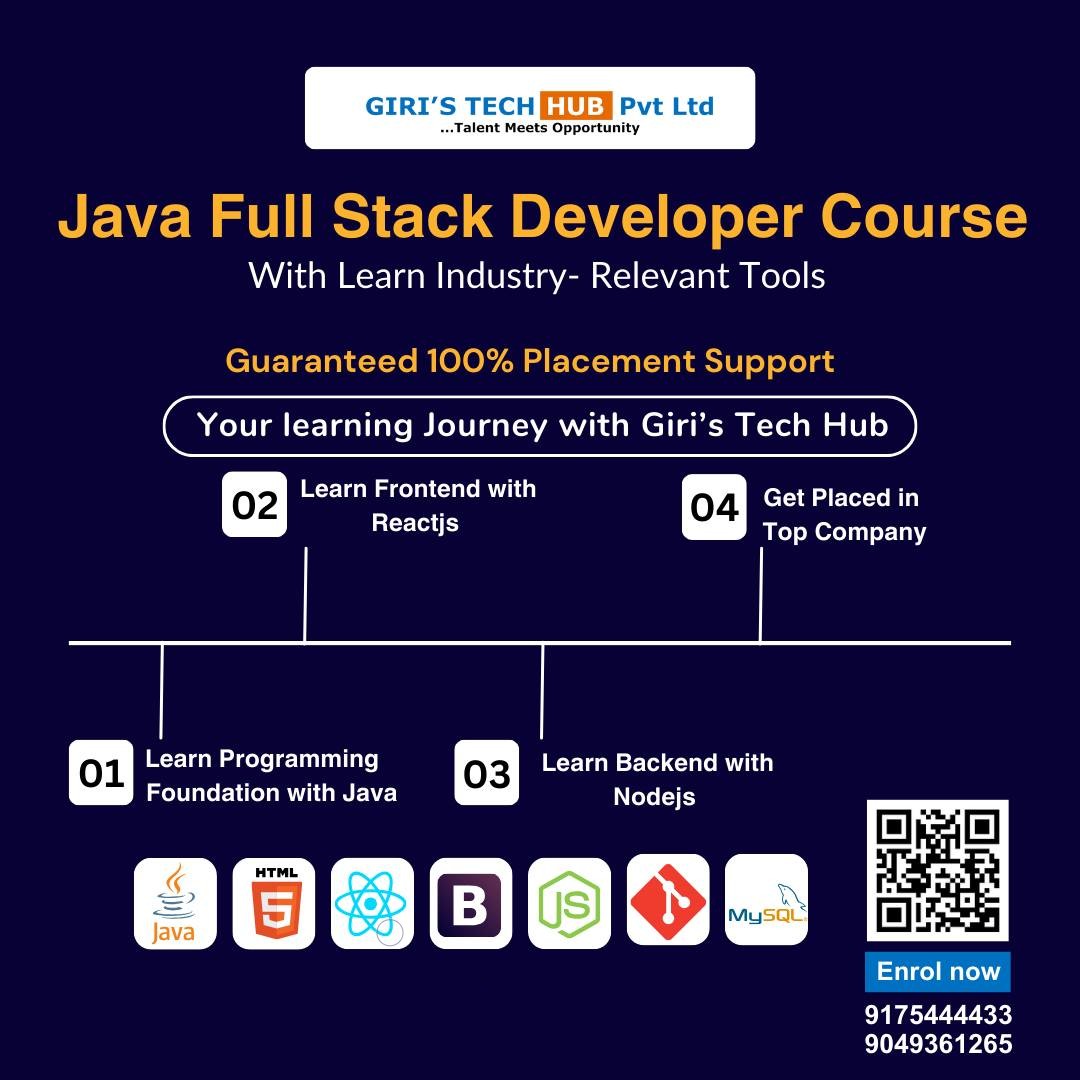 GIRI'S TECH HUB Pvt Ltd
...Talent Meets Opportunity
Java Full Stack Developer Course
With Learn Industry- Relevant Tools
Guaranteed 100% Placement Support
Your learning Journey with Giri's Tech Hub
02
Learn Frontend with
Reactjs
04
Get Placed in
Top Company
01
Learn Programming
Foundation with Java
03
Learn Backend with
Nodejs
Java
HTML
5
B
JS
MySQL
Enrol now
9175444433
9049361265